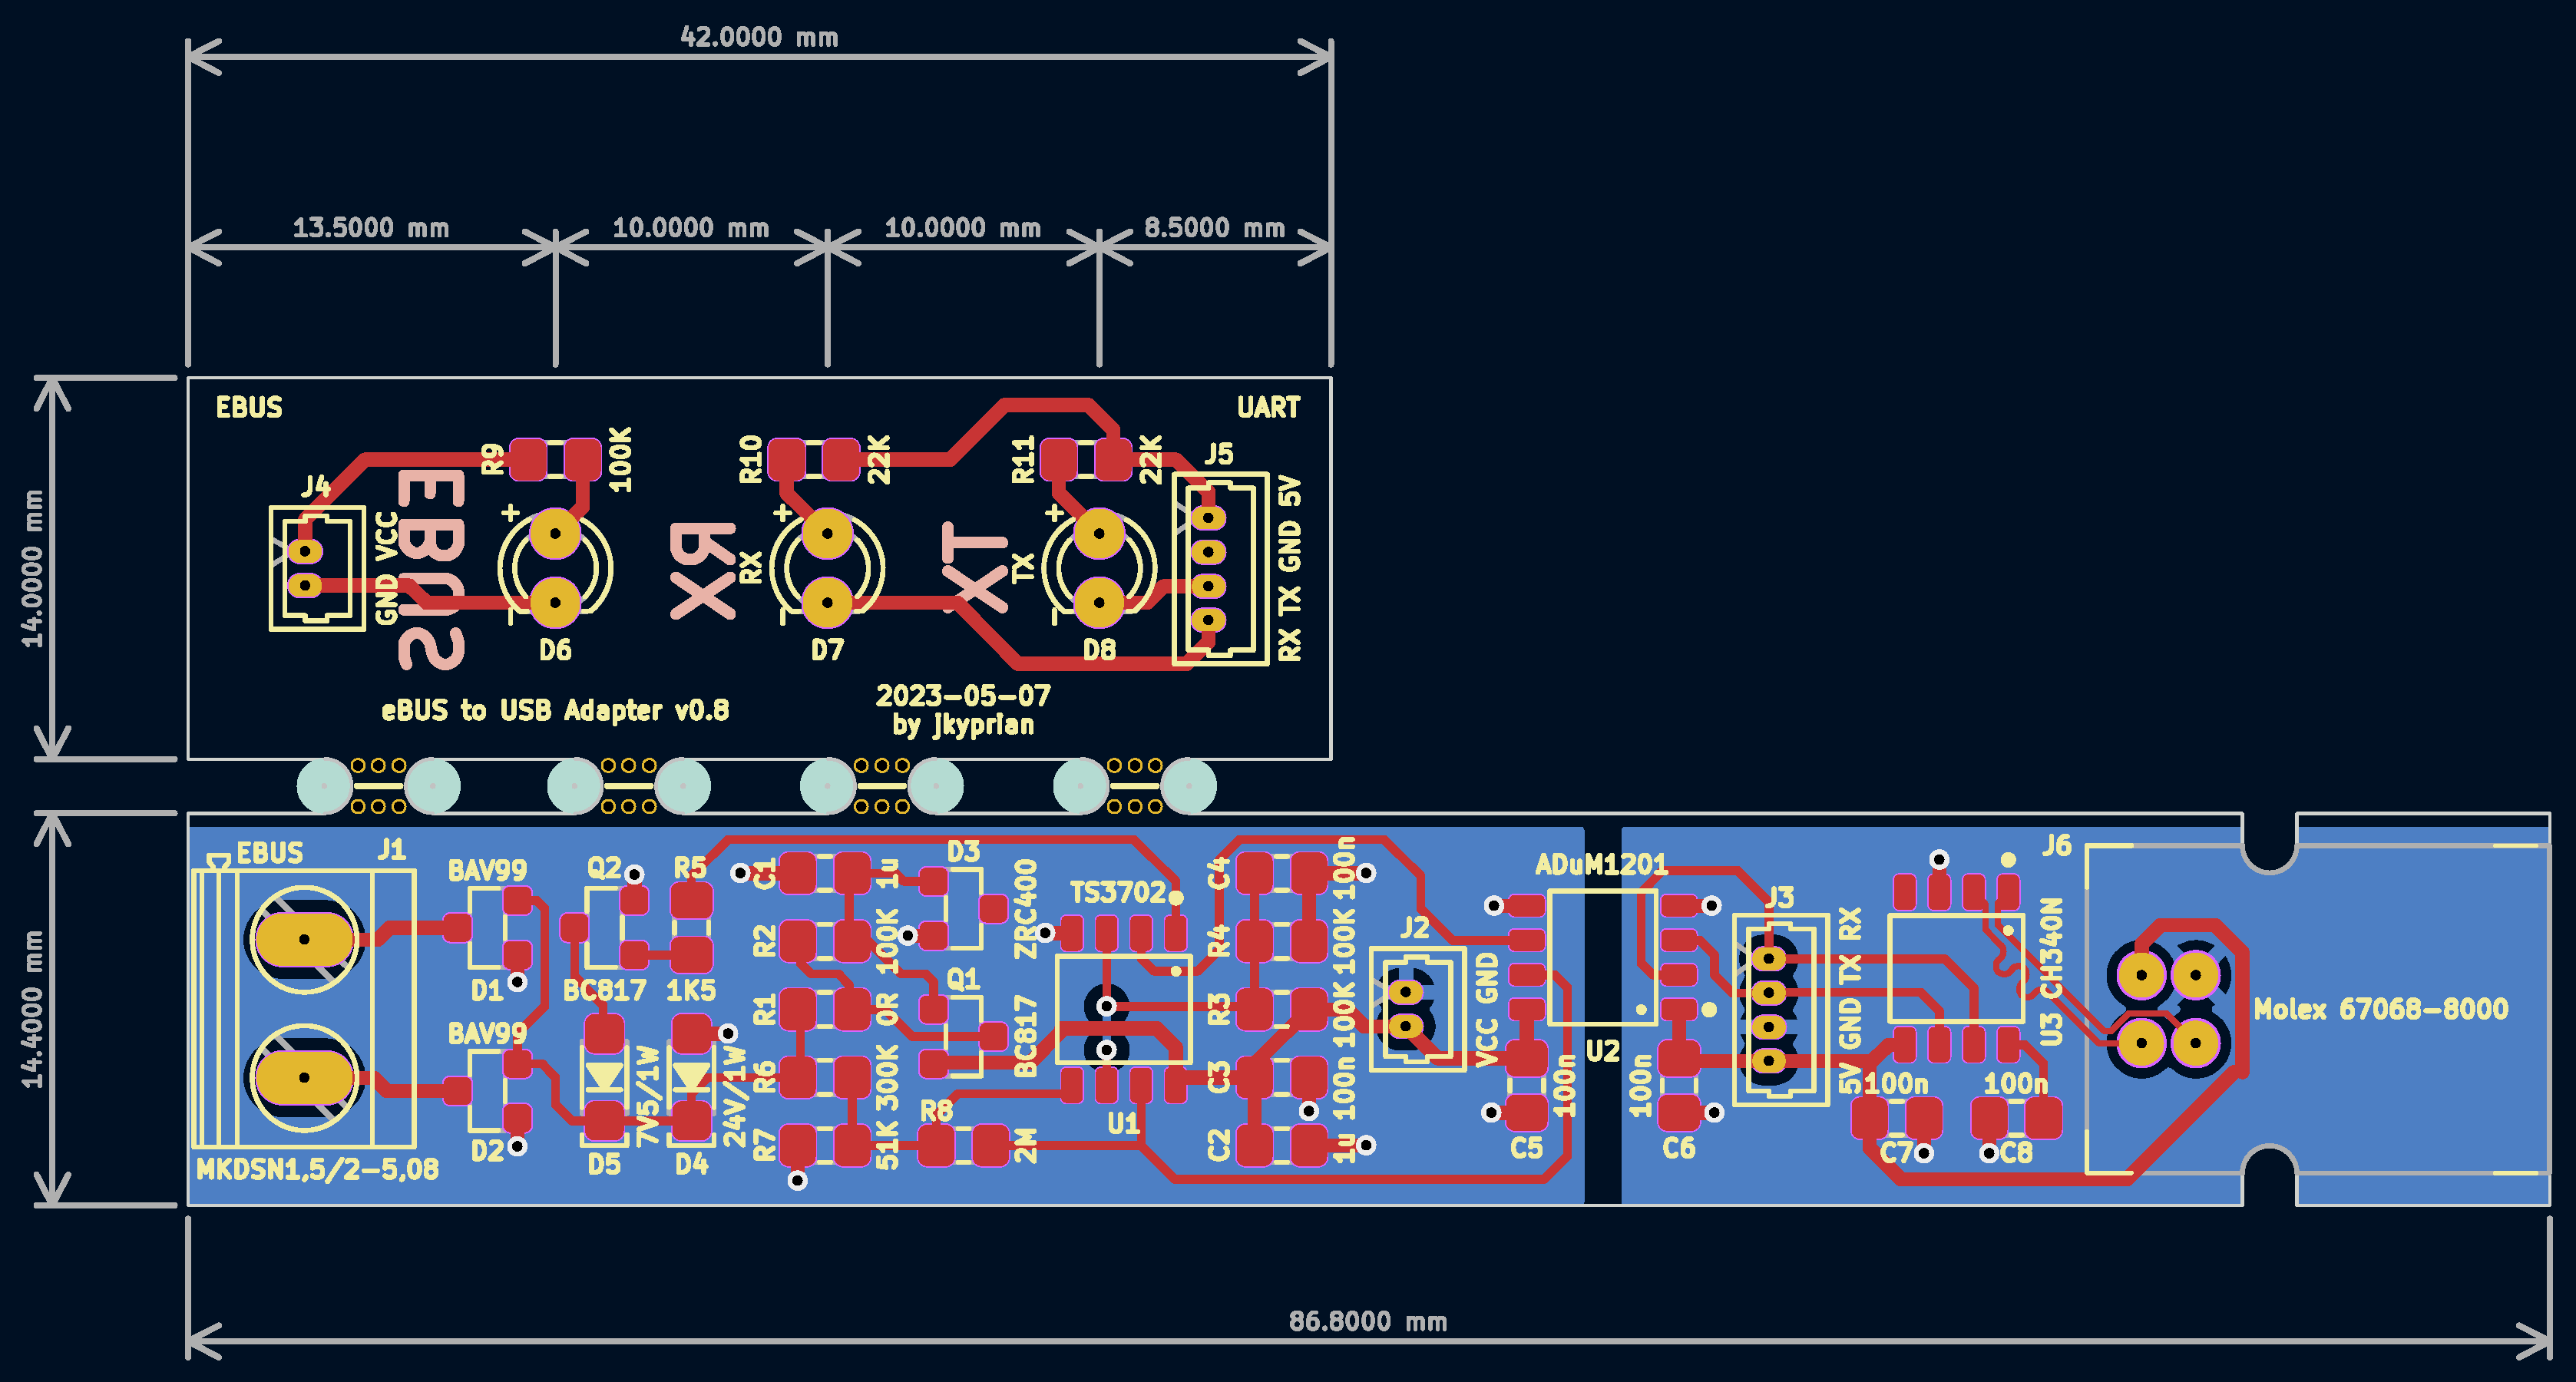 42.0000 mm
13.5000 mm
10.0000 mm
10.0000 mm
8.5000 mm
14.0000 mm
EBUS
UART
J4
GND VCC
EBUS
R9
100K
+
-
D6
RX
R10
22K
+
RX
-
D7
TX
R11
22K
+
TX
-
D8
J5
RX TX GND 5V
eBUS to USB Adapter v0.8
2023-05-07
by jkyprian
14.4000 mm
EBUS
J1
MKDSN1,5/2-5,08
BAV99
D1
BAV99
D2
Q2
BC817
R5
1K5
D5
7V5/1W
D4
24V/1W
C1
1u
R2
100K
R1
0R
R6
300K
R7
51K
D3
ZRC400
Q1
BC817
R8
2M
TS3702
U1
C4
100n
R4
100K
R3
100K
C3
100n
C2
1u
J2
VCC GND
ADuM1201
U2
C5
100n
100n
C6
J3
5V GND TX RX
U3 CH340N
100n
C7
100n
C8
J6
Molex 67068-8000
86.8000 mm